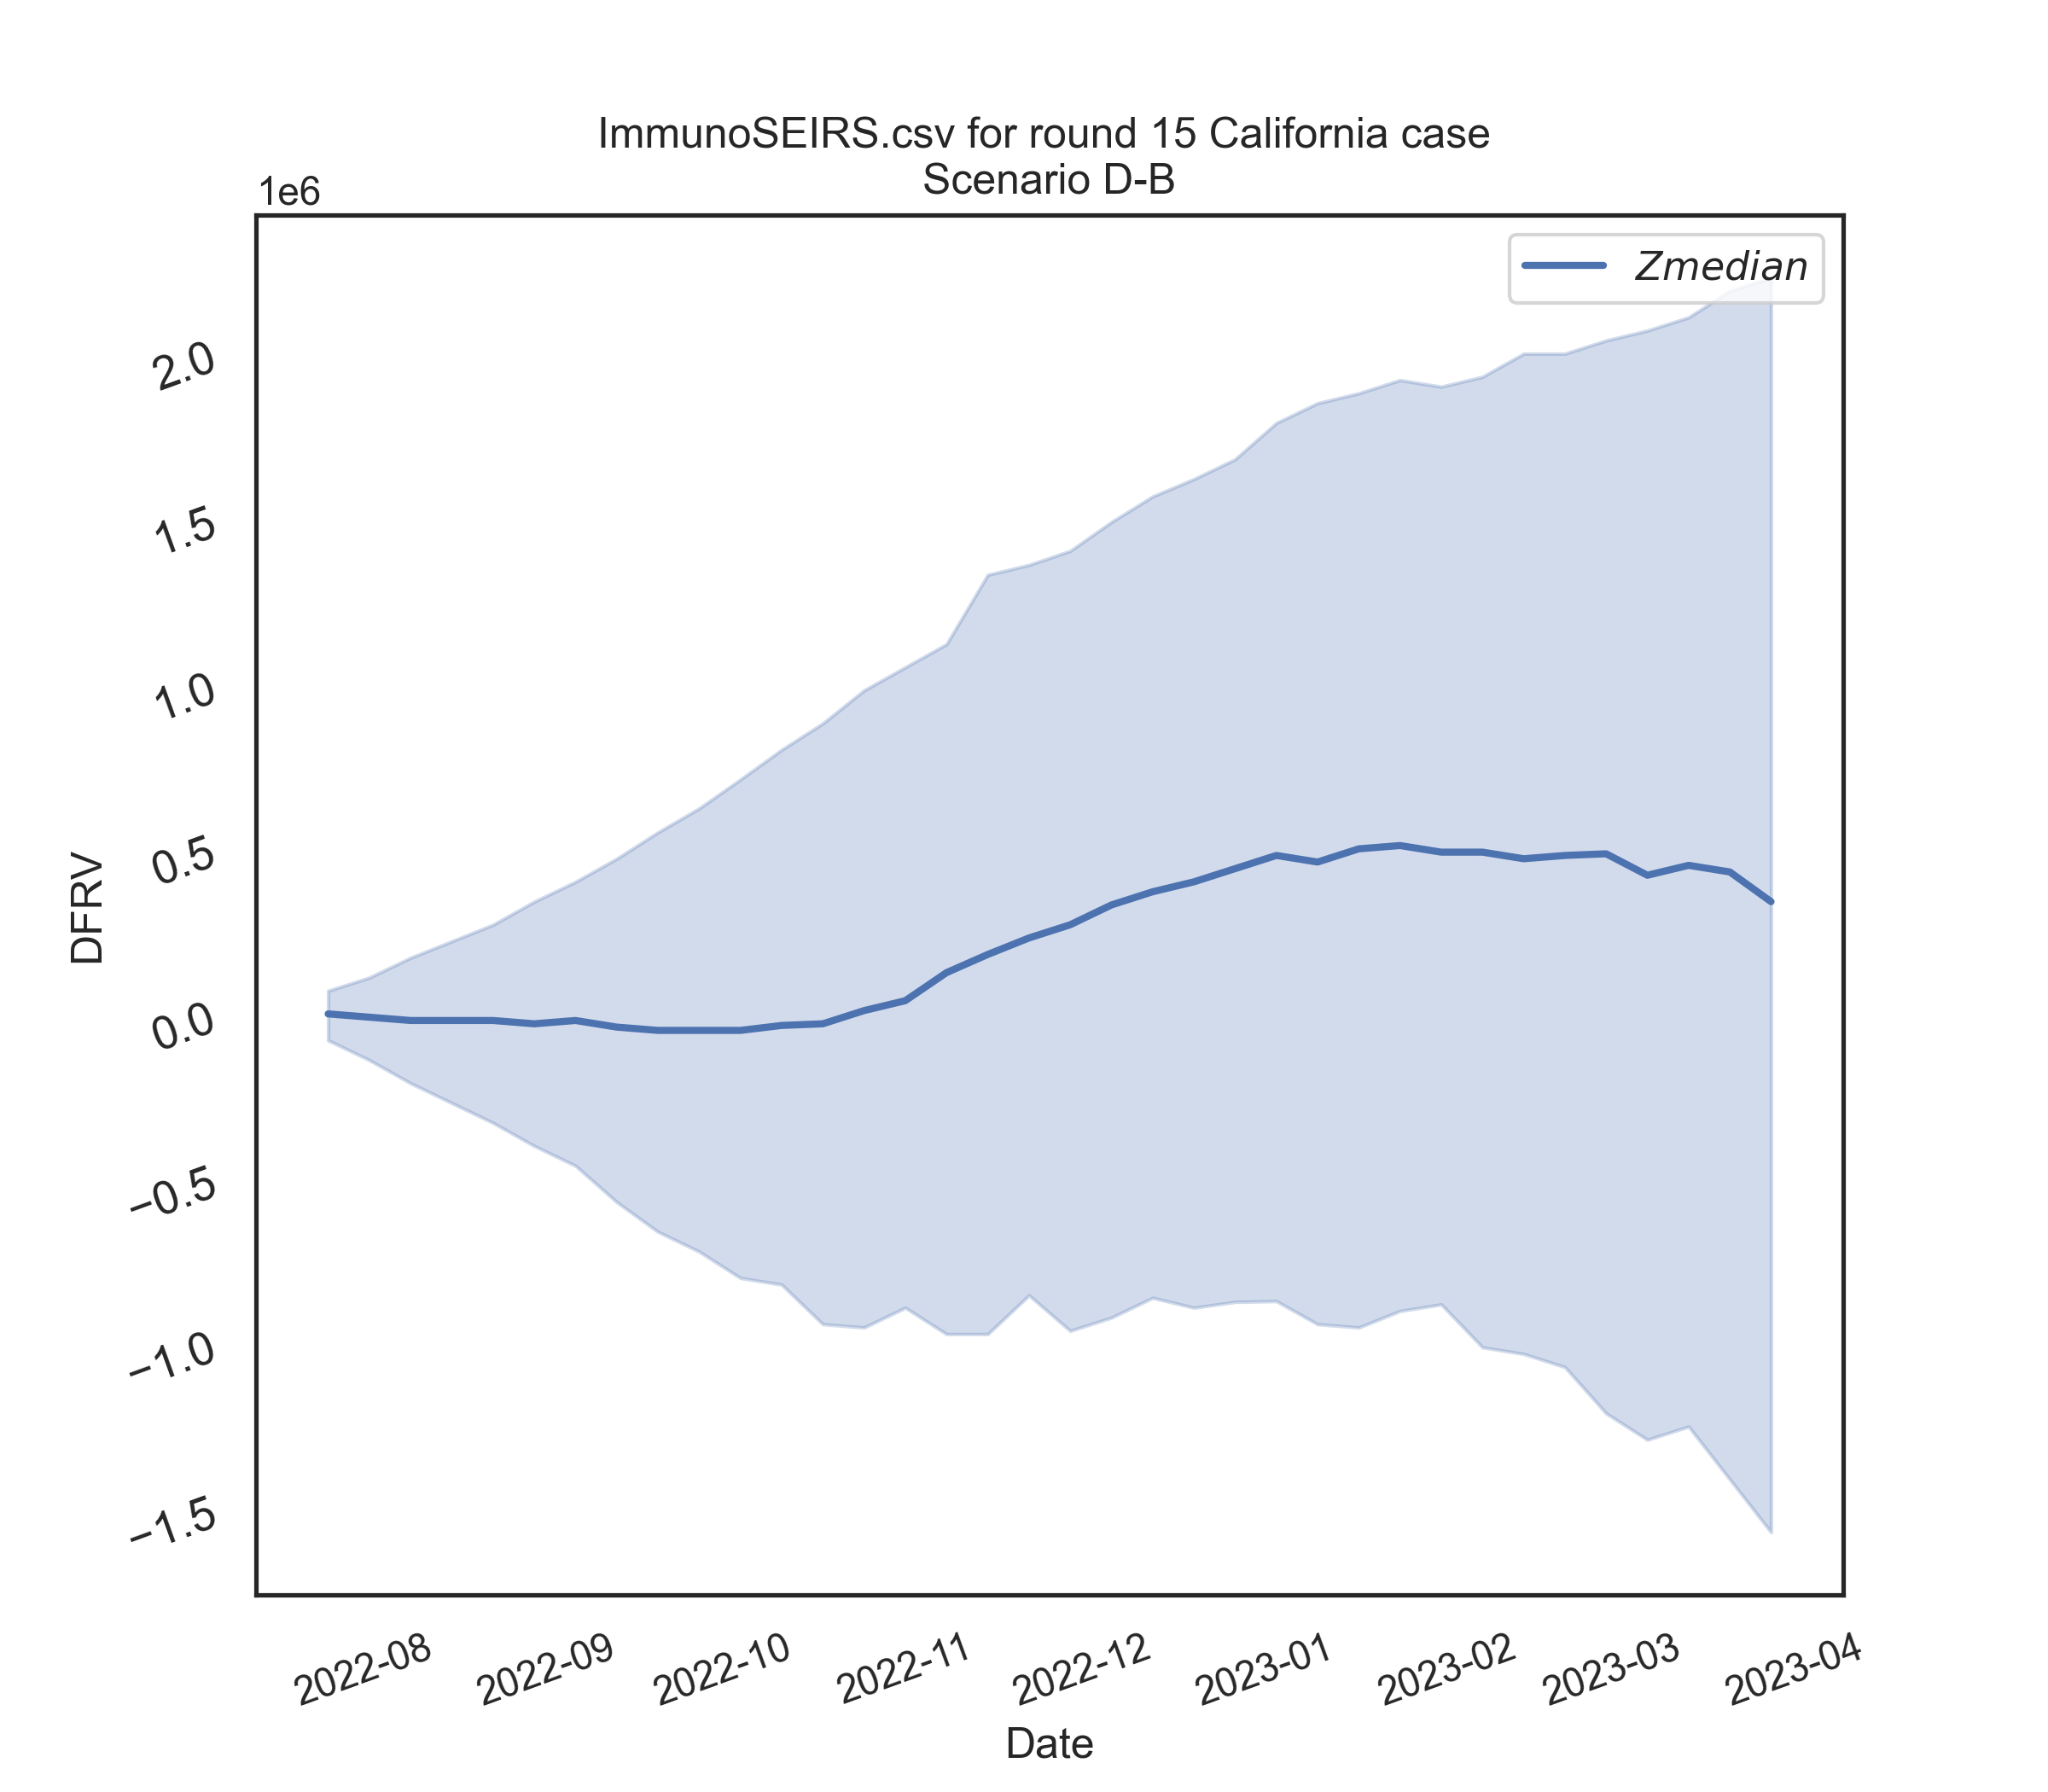 ImmunoSEIRS.csv for round 15 California case
Scenario D-B
1e6
Zmedian
2.0
1.5
1.0
0.5
0.0
−0.5
−1.0
−1.5
DFRV
2022-08
2022-09
2022-10
2022-11
2022-12
2023-01
2023-02
2023-03
2023-04
Date